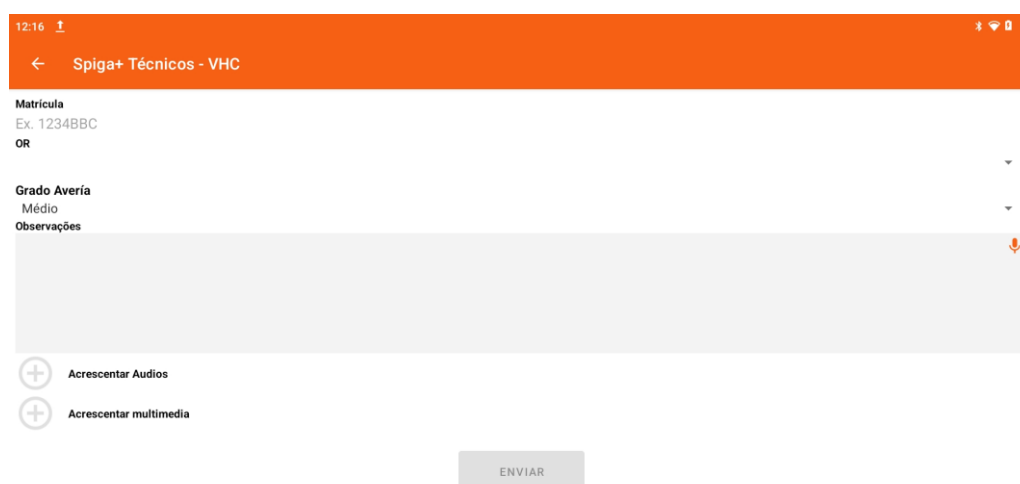 12:16
Spiga+ Técnicos - VHC
Matrícula
Ex. 1234BBC
OR
Grado Avería
Médio
Observações
Acrescentar Audios
Acrescentar multimedia
ENVIAR